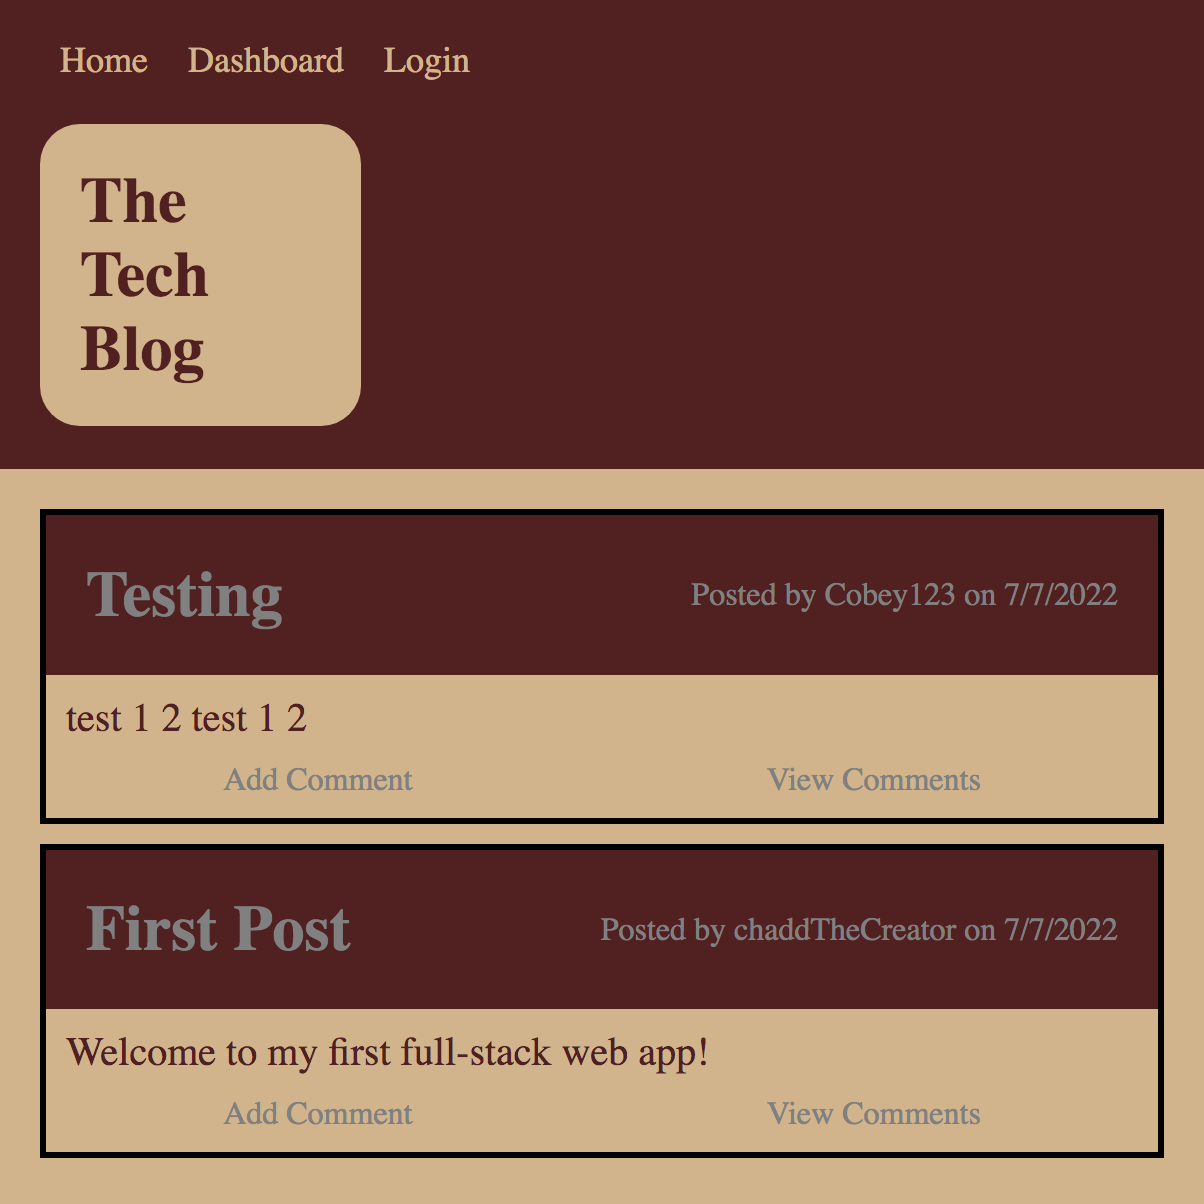 Home Dashboard Login
The
Tech
Blog
Testing Posted by Cobey123 on 7/7/2022
test 1 2 test 1 2
Add Comment View Comments
First Post Posted by chaddTheCreator on 7/7/2022
Welcome to my first full-stack web app!
Add Comment View Comments